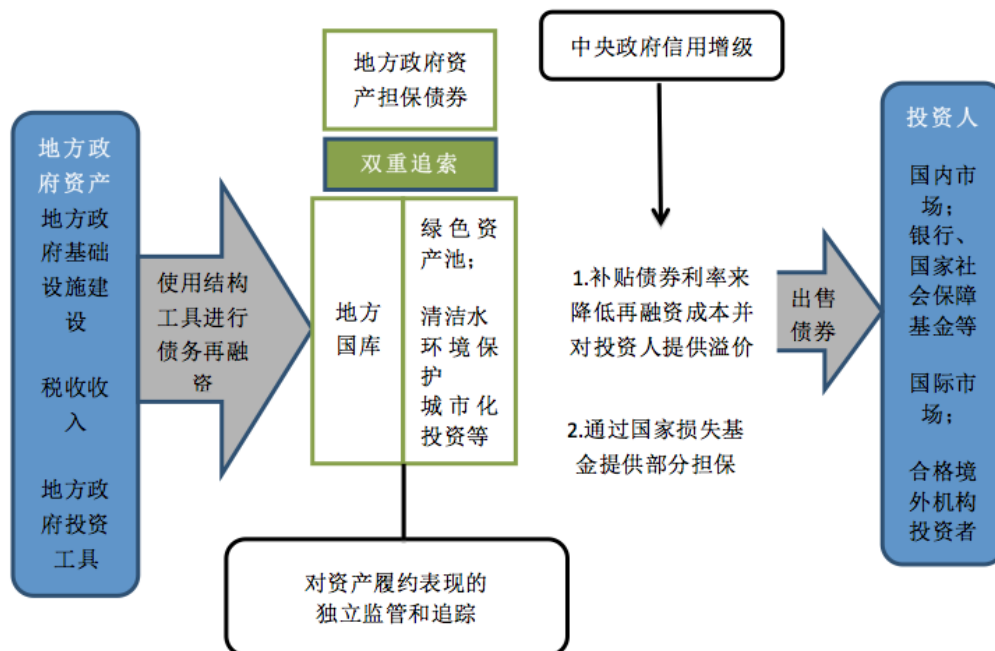 地方政
府资产
地方政
府基础
设施建
设
税收收
入
地方政
府投资
工具
使用结构
工具进行
债务再融
资
地方政府资
产担保债券
双重追索
地方
国库
绿色资
产池；
清洁水
环境保
护
城市化
投资等
对资产履约表现的
独立监管和追踪
中央政府信用增级
1.补贴债券利率来
降低再融资成本并
对投资人提供溢价
2.通过国家损失基
金提供部分担保
出售
债券
投资人
国内市
场；
银行、
国家社
会保障
基金等
国际市
场；
合格境
外机构
投资者